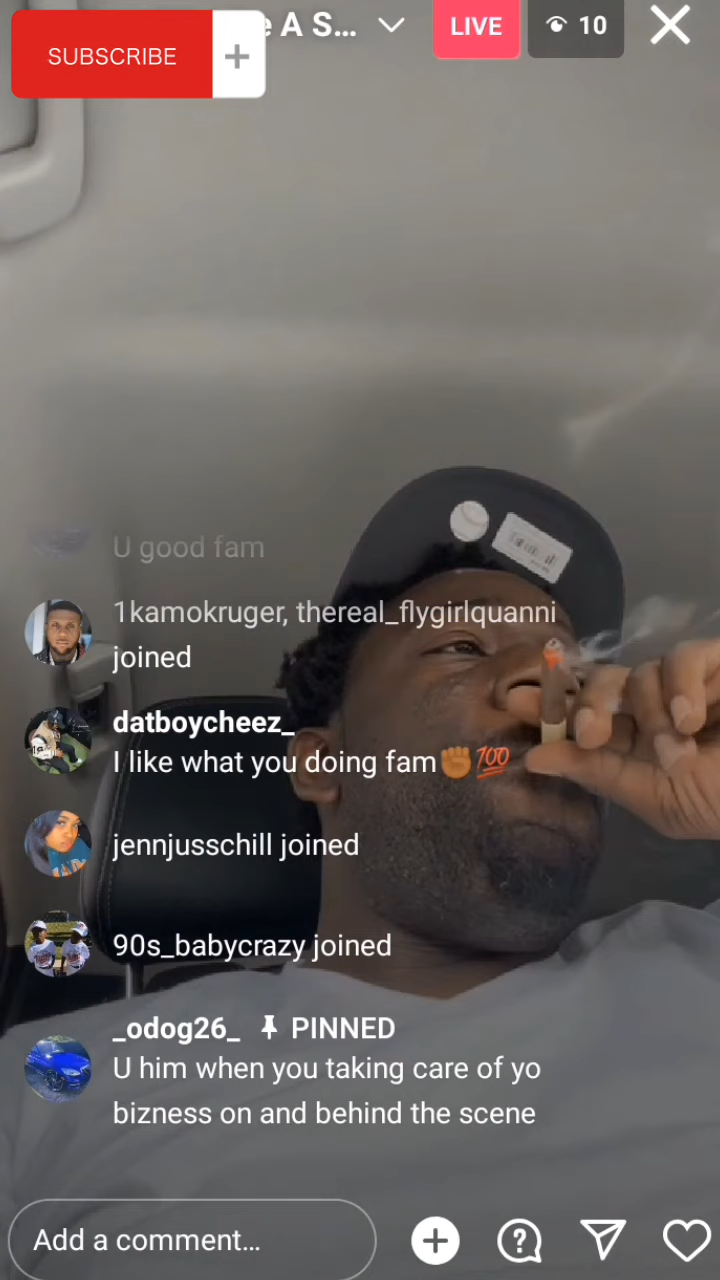 SUBSCRIBE +
e A S...
LIVE
10
U good fam
1kamokruger, thereal_flygirlquanni
joined
datboycheez_
I like what you doing fam✊🏾💯
jennjusschill joined
90s_babycrazy joined
_odog26_ 📌 PINNED
U him when you taking care of yo
bizness on and behind the scene
Add a comment...